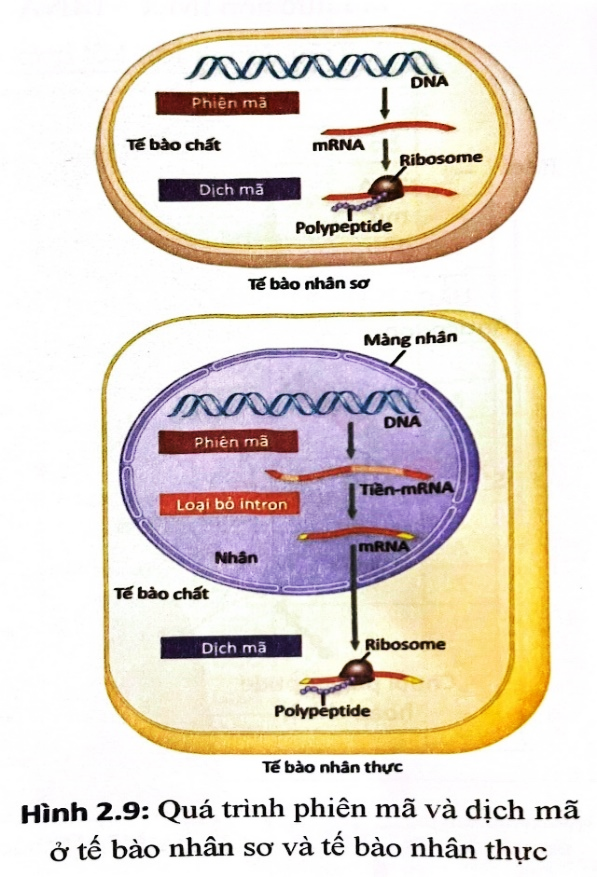 DNA
Phiên mã
Tế bào chất
mRNA
Ribosome
Dịch mã
Polypeptide
Tế bào nhân sơ
Màng nhân
DNA
Phiên mã
Tiền-mRNA
Loại bỏ intron
mRNA
Nhân
Tế bào chất
Ribosome
Dịch mã
Polypeptide
Tế bào nhân thực
Hình 2.9: Quá trình phiên mã và dịch mã
ở tế bào nhân sơ và tế bào nhân thực